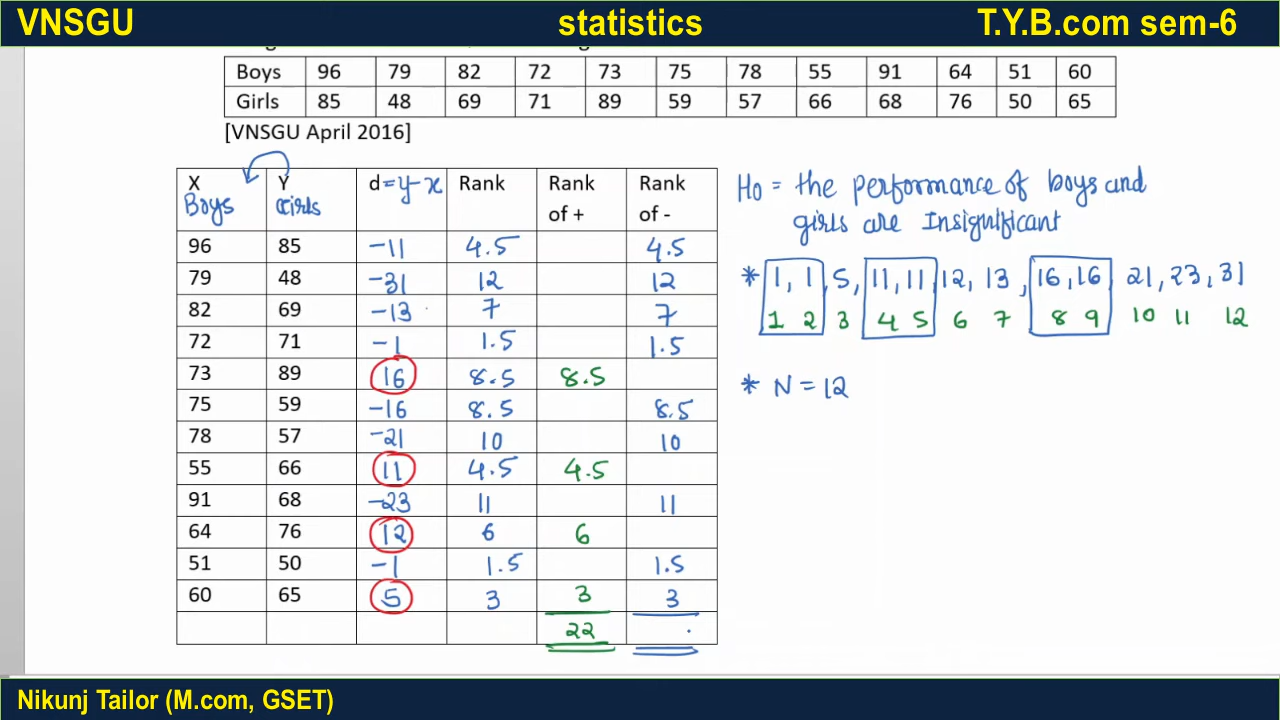 VNSGU statistics T.Y.B.com sem-6
Boys 96 79 82 72 73 75 78 55 91 64 51 60
Girls 85 48 69 71 89 59 57 66 68 76 50 65
[VNSGU April 2016]
X Boys Y Girls d=y-x Rank Rank of + Rank of -
96 85 -11 4.5 4.5
79 48 -31 12 12
82 69 -13 7 7
72 71 -1 1.5 1.5
73 89 16 8.5 8.5
75 59 -16 8.5 8.5
78 57 -21 10 10
55 66 11 4.5 4.5
91 68 -23 11 11
64 76 12 6 6
51 50 -1 1.5 1.5
60 65 5 3 3 3
22
Ho = the performance of boys and
girls are Insignificant
* 1, 1, 5, 11, 11, 12, 13, 16, 16, 21, 23, 31
1 2 3 4 5 6 7 8 9 10 11 12
* N = 12
Nikunj Tailor (M.com, GSET)